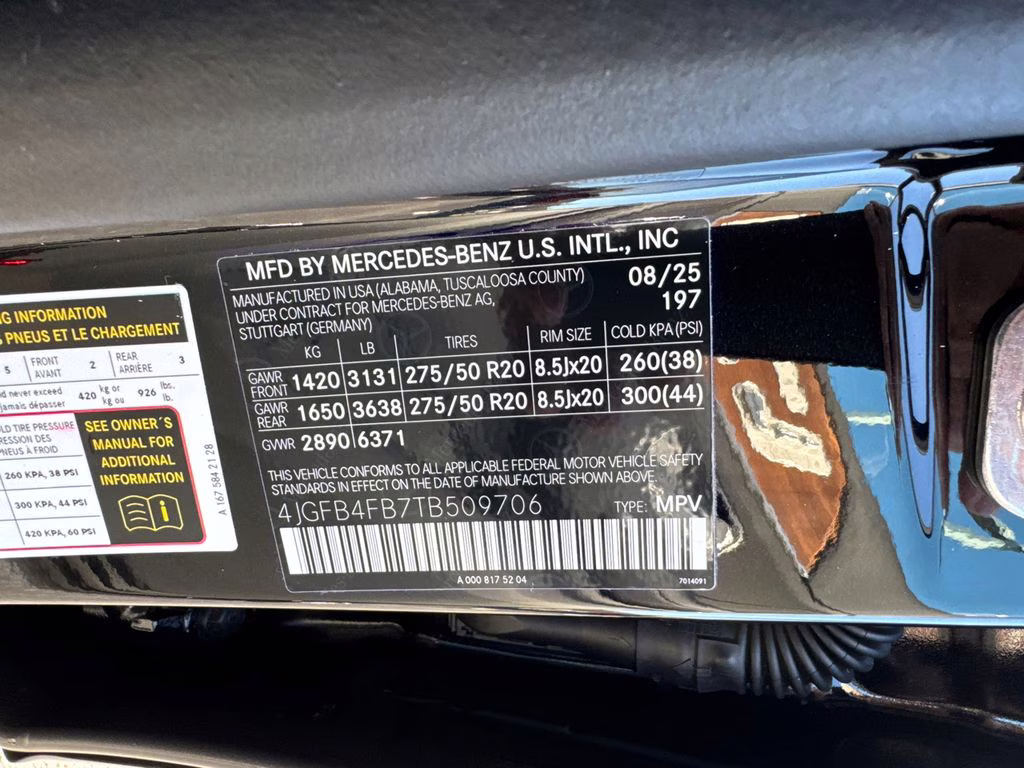 MFD BY MERCEDES-BENZ U.S. INTL., INC
MANUFACTURED IN USA (ALABAMA, TUSCALOOSA COUNTY) 08/25
UNDER CONTRACT FOR MERCEDES-BENZ AG, 197
STUTTGART (GERMANY)
KG LB TIRES RIM SIZE COLD KPA (PSI)
GAWR FRONT 1420 3131 275/50 R20 8.5Jx20 260(38)
GAWR REAR 1650 3638 275/50 R20 8.5Jx20 300(44)
GVWR 2890 6371
THIS VEHICLE CONFORMS TO ALL APPLICABLE FEDERAL MOTOR VEHICLE SAFETY
STANDARDS IN EFFECT ON THE DATE OF MANUFACTURE SHOWN ABOVE.
4JGFB4FB7TB509706 TYPE: MPV
A 000 817 52 04 7014091
INFORMATION
PNEUS ET LE CHARGEMENT
5 FRONT AVANT 2 REAR ARRIÈRE 3
never exceed 420 kg or 926 lbs.
jamais dépasser kg ou lb.
TIRE PRESSURE
DES
À FROID
260 KPA, 38 PSI
300 KPA, 44 PSI
420 KPA, 60 PSI
SEE OWNER'S
MANUAL FOR
ADDITIONAL
INFORMATION
A 167 584 21 28